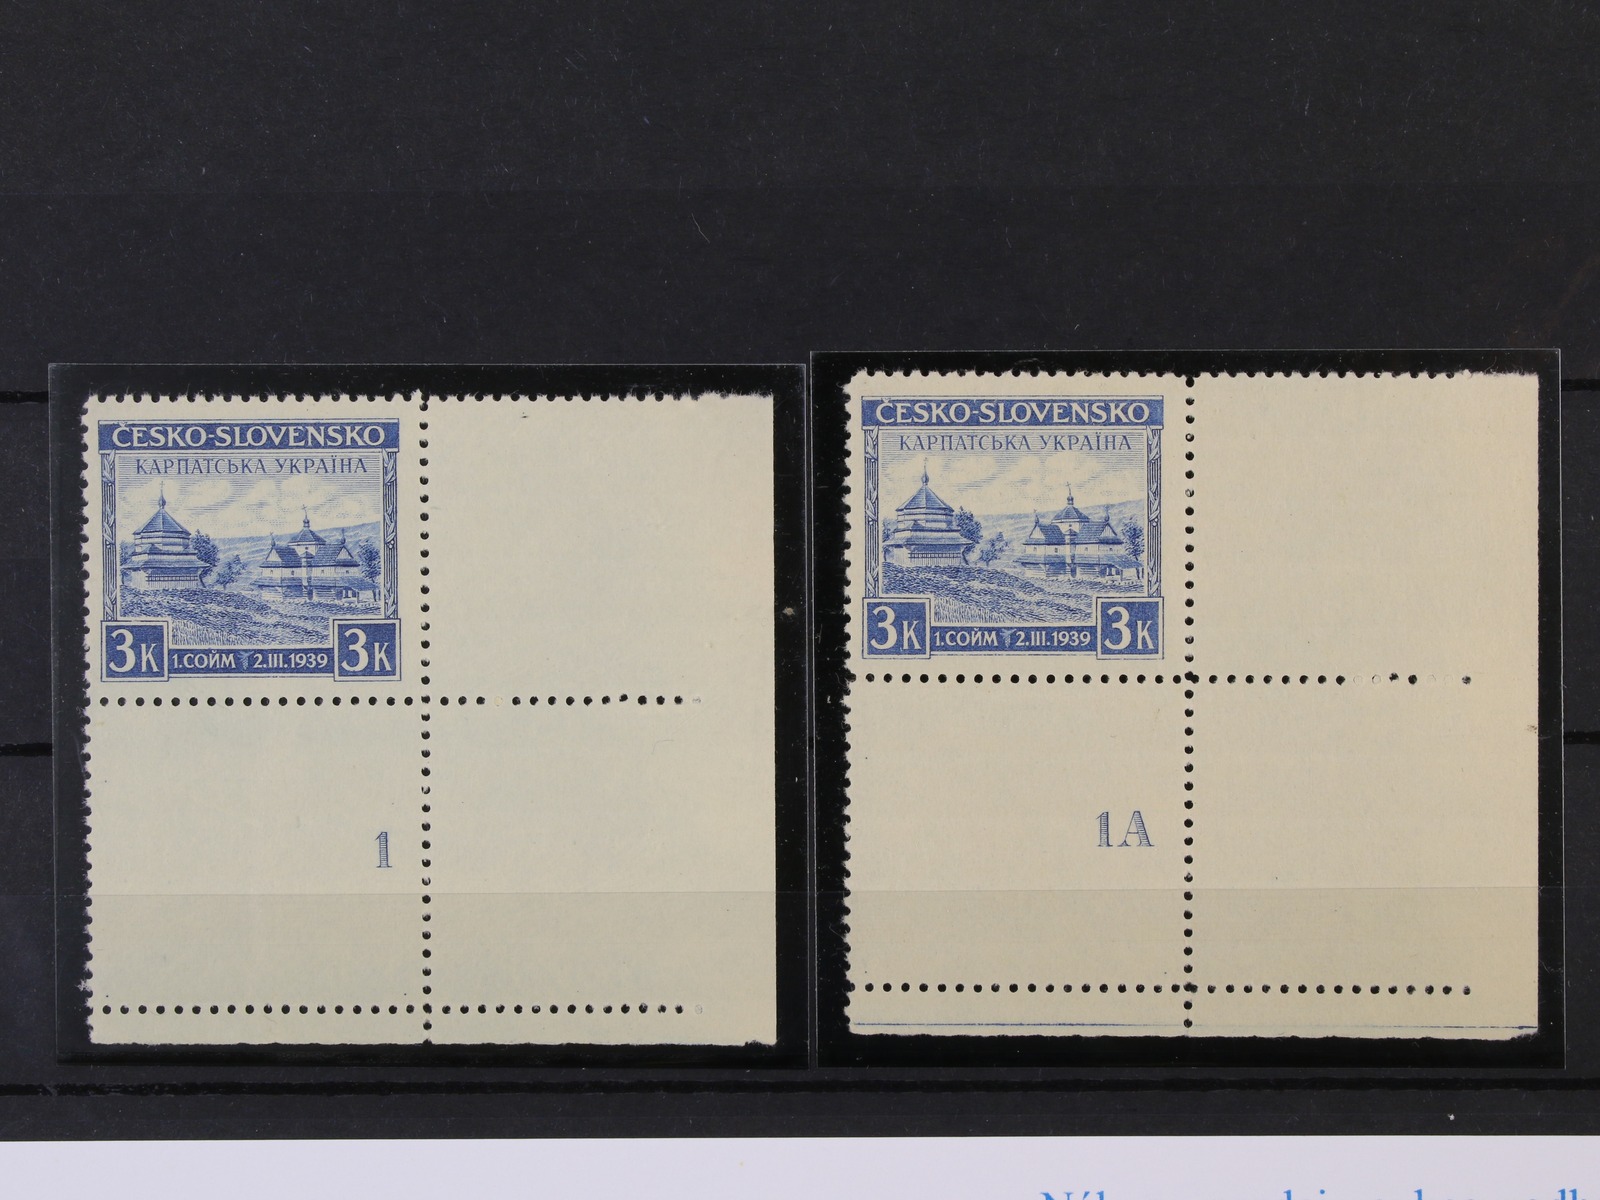 ČESKO-SLOVENSKO
КАРПАТСЬКА УКРАЇНА
3K 1.СОЙМ 2.III.1939 3K
1
ČESKO-SLOVENSKO
КАРПАТСЬКА УКРАЇНА
3K 1.СОЙМ 2.III.1939 3K
1A